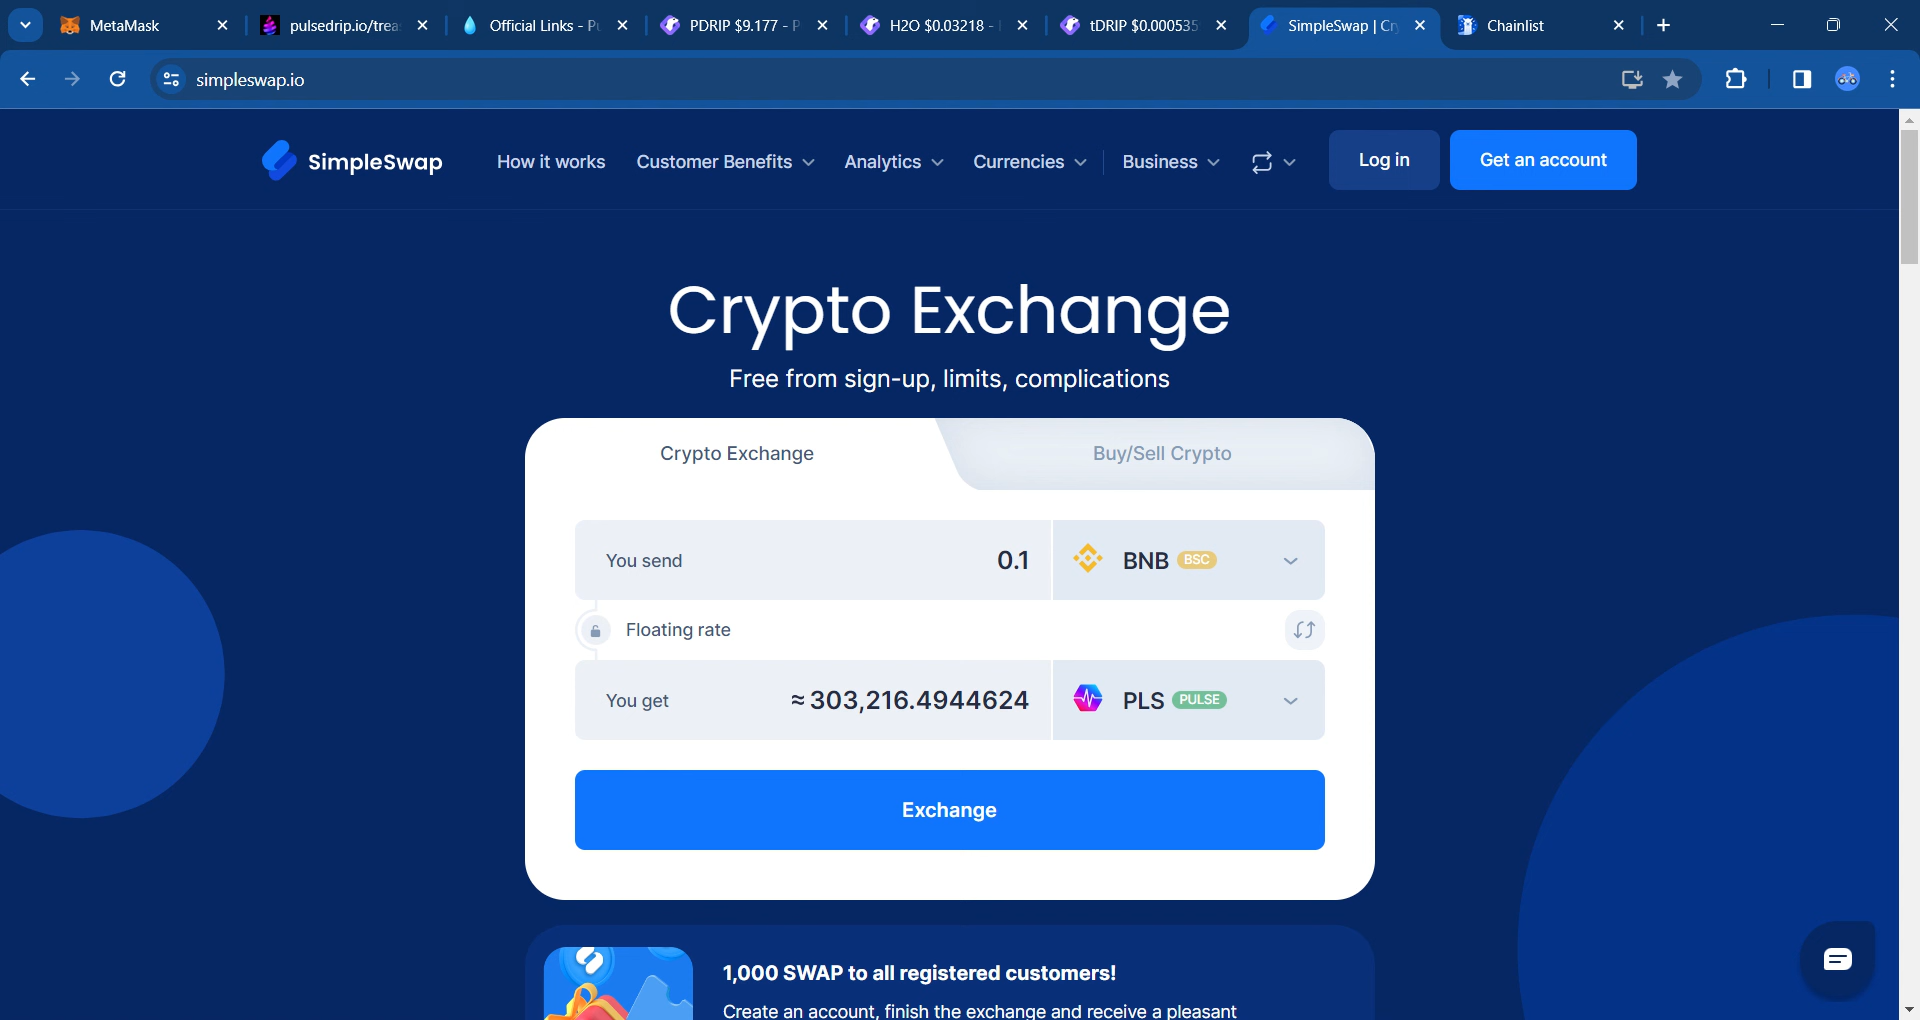 MetaMask
pulsedrip.io/trea
Official Links - Pu
PDRIP $9.177 - P
H2O $0.03218 -
tDRIP $0.000535
SimpleSwap | Cry
Chainlist
simpleswap.io
SimpleSwap
How it works
Customer Benefits
Analytics
Currencies
Business
Log in
Get an account
Crypto Exchange
Free from sign-up, limits, complications
Crypto Exchange
Buy/Sell Crypto
You send
0.1
BNB BSC
Floating rate
You get
≈ 303,216.4944624
PLS PULSE
Exchange
1,000 SWAP to all registered customers!
Create an account, finish the exchange and receive a pleasant